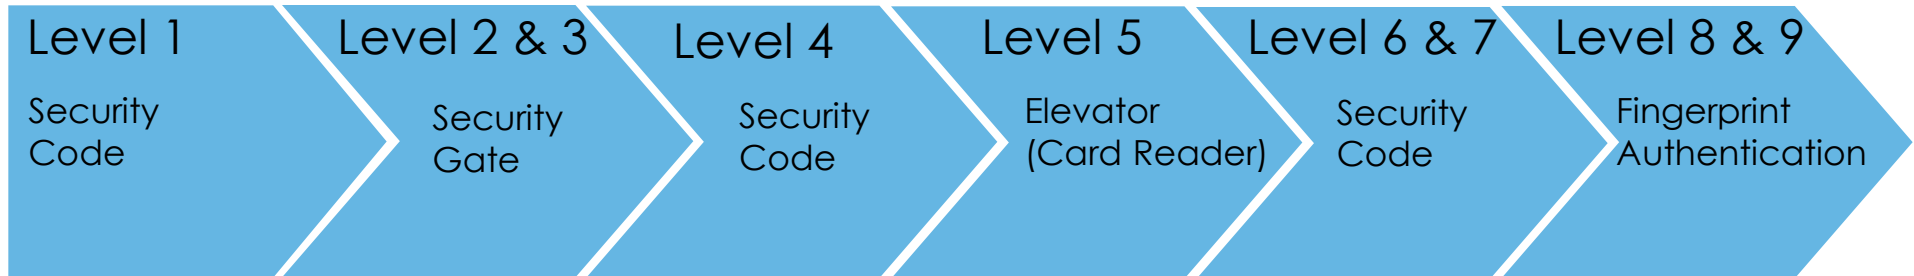 Level 1
Security
Code
Level 2 & 3
Security
Gate
Level 4
Security
Code
Level 5
Elevator
(Card Reader)
Level 6 & 7
Security
Code
Level 8 & 9
Fingerprint
Authentication